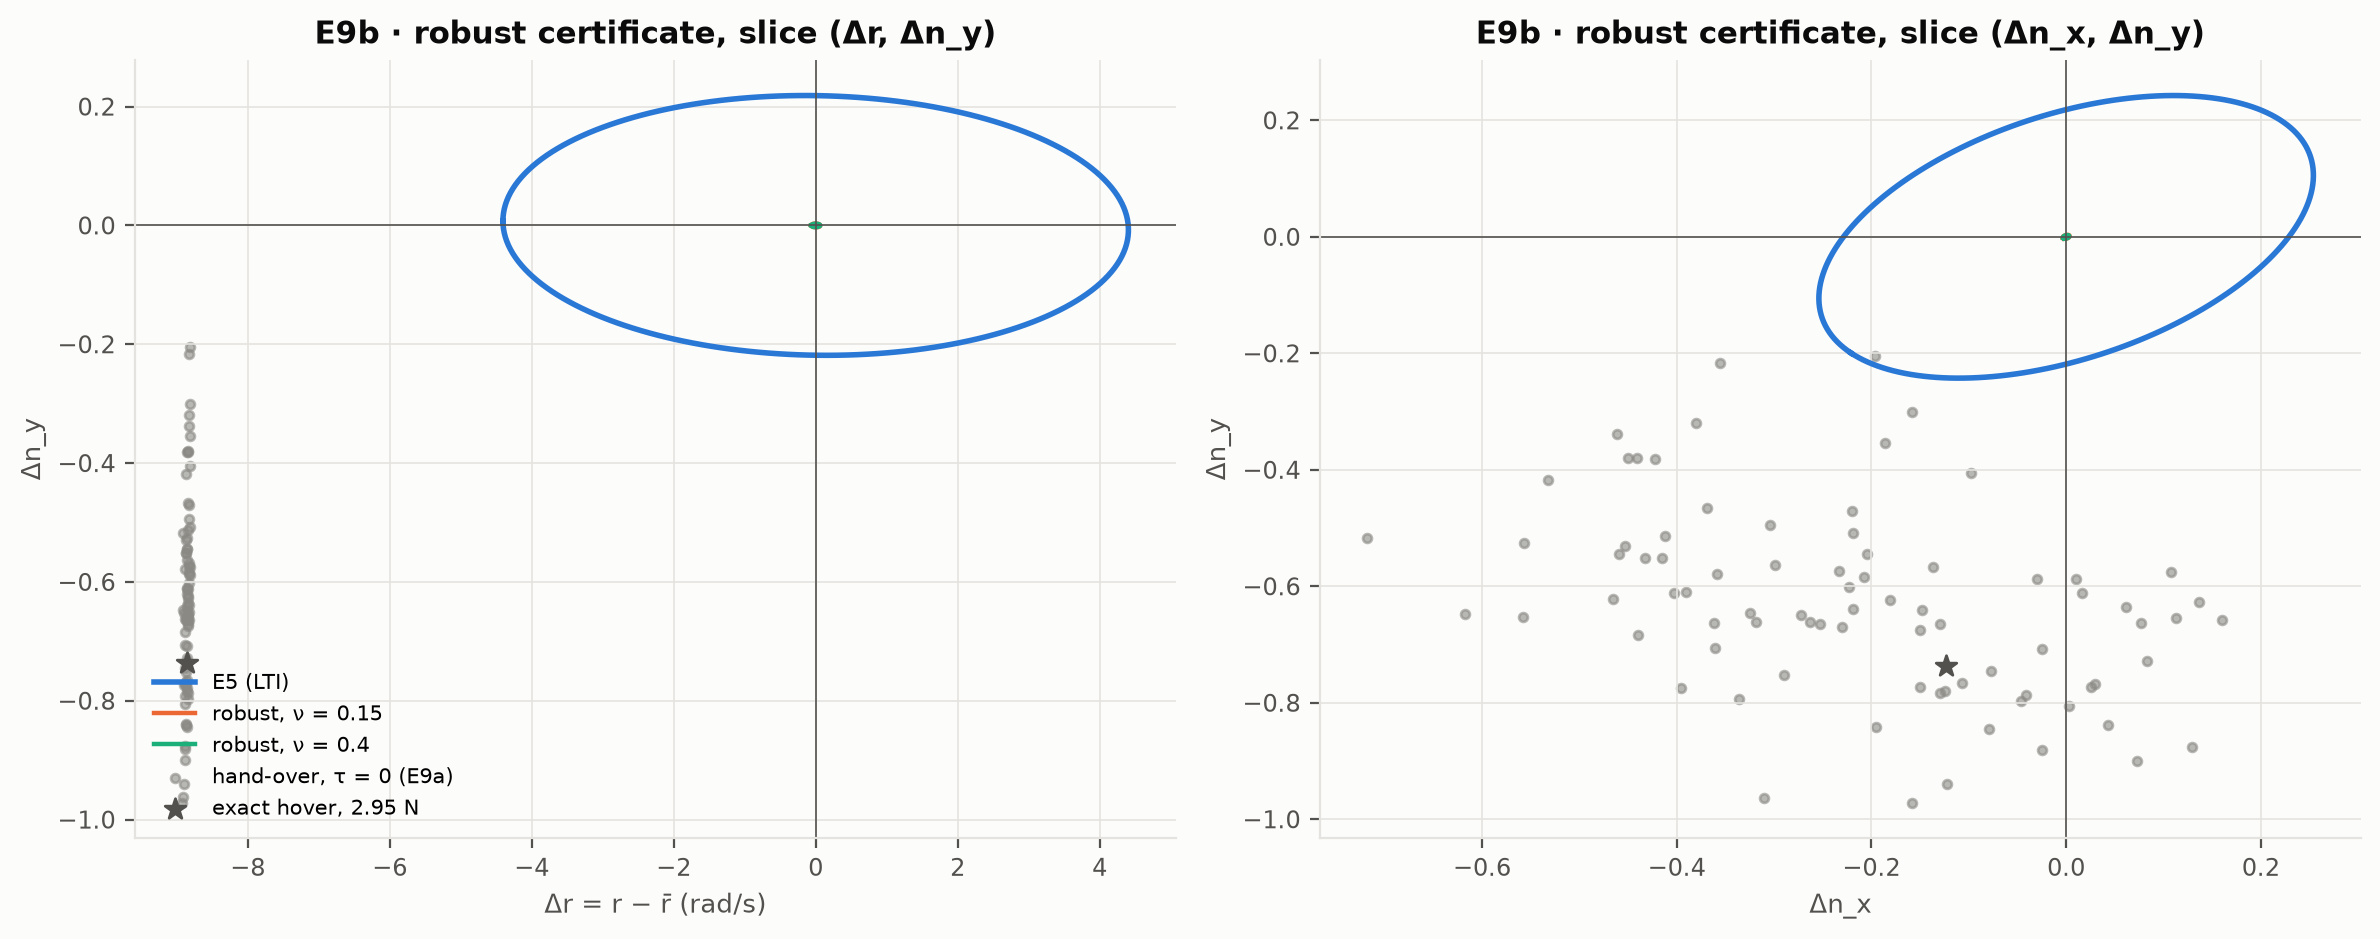 E9b · robust certificate, slice (Δr, Δn_y)
0.2
0.0
−0.2
−0.4
−0.6
−0.8
−1.0
Δn_y
E5 (LTI)
robust, ν = 0.15
robust, ν = 0.4
hand-over, τ = 0 (E9a)
exact hover, 2.95 N
−8
−6
−4
−2
0
2
4
Δr = r − r̄ (rad/s)
E9b · robust certificate, slice (Δn_x, Δn_y)
0.2
0.0
−0.2
−0.4
−0.6
−0.8
−1.0
Δn_y
−0.6
−0.4
−0.2
0.0
0.2
Δn_x